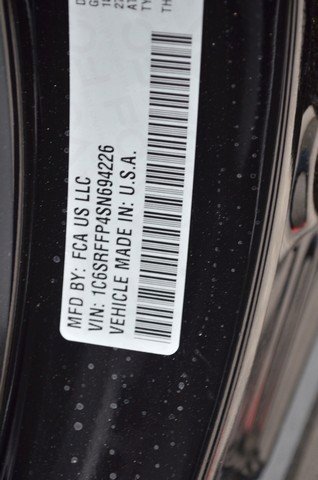 MFD BY: FCA US LLC
VIN: 1C6SRFFP4SN694226
VEHICLE MADE IN: U.S.A.